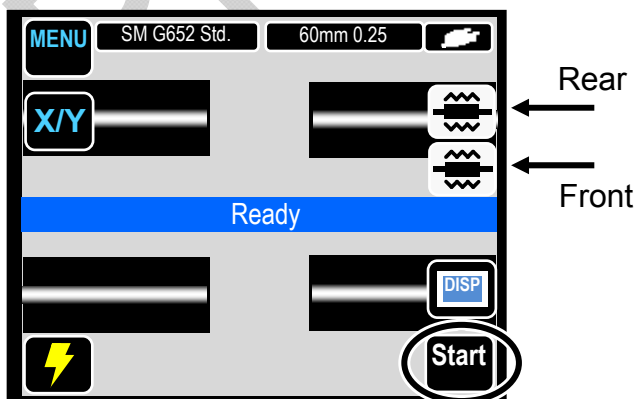 MENU SM G652 Std. 60mm 0.25
Rear
X/Y
Front
Ready
DISP
Start